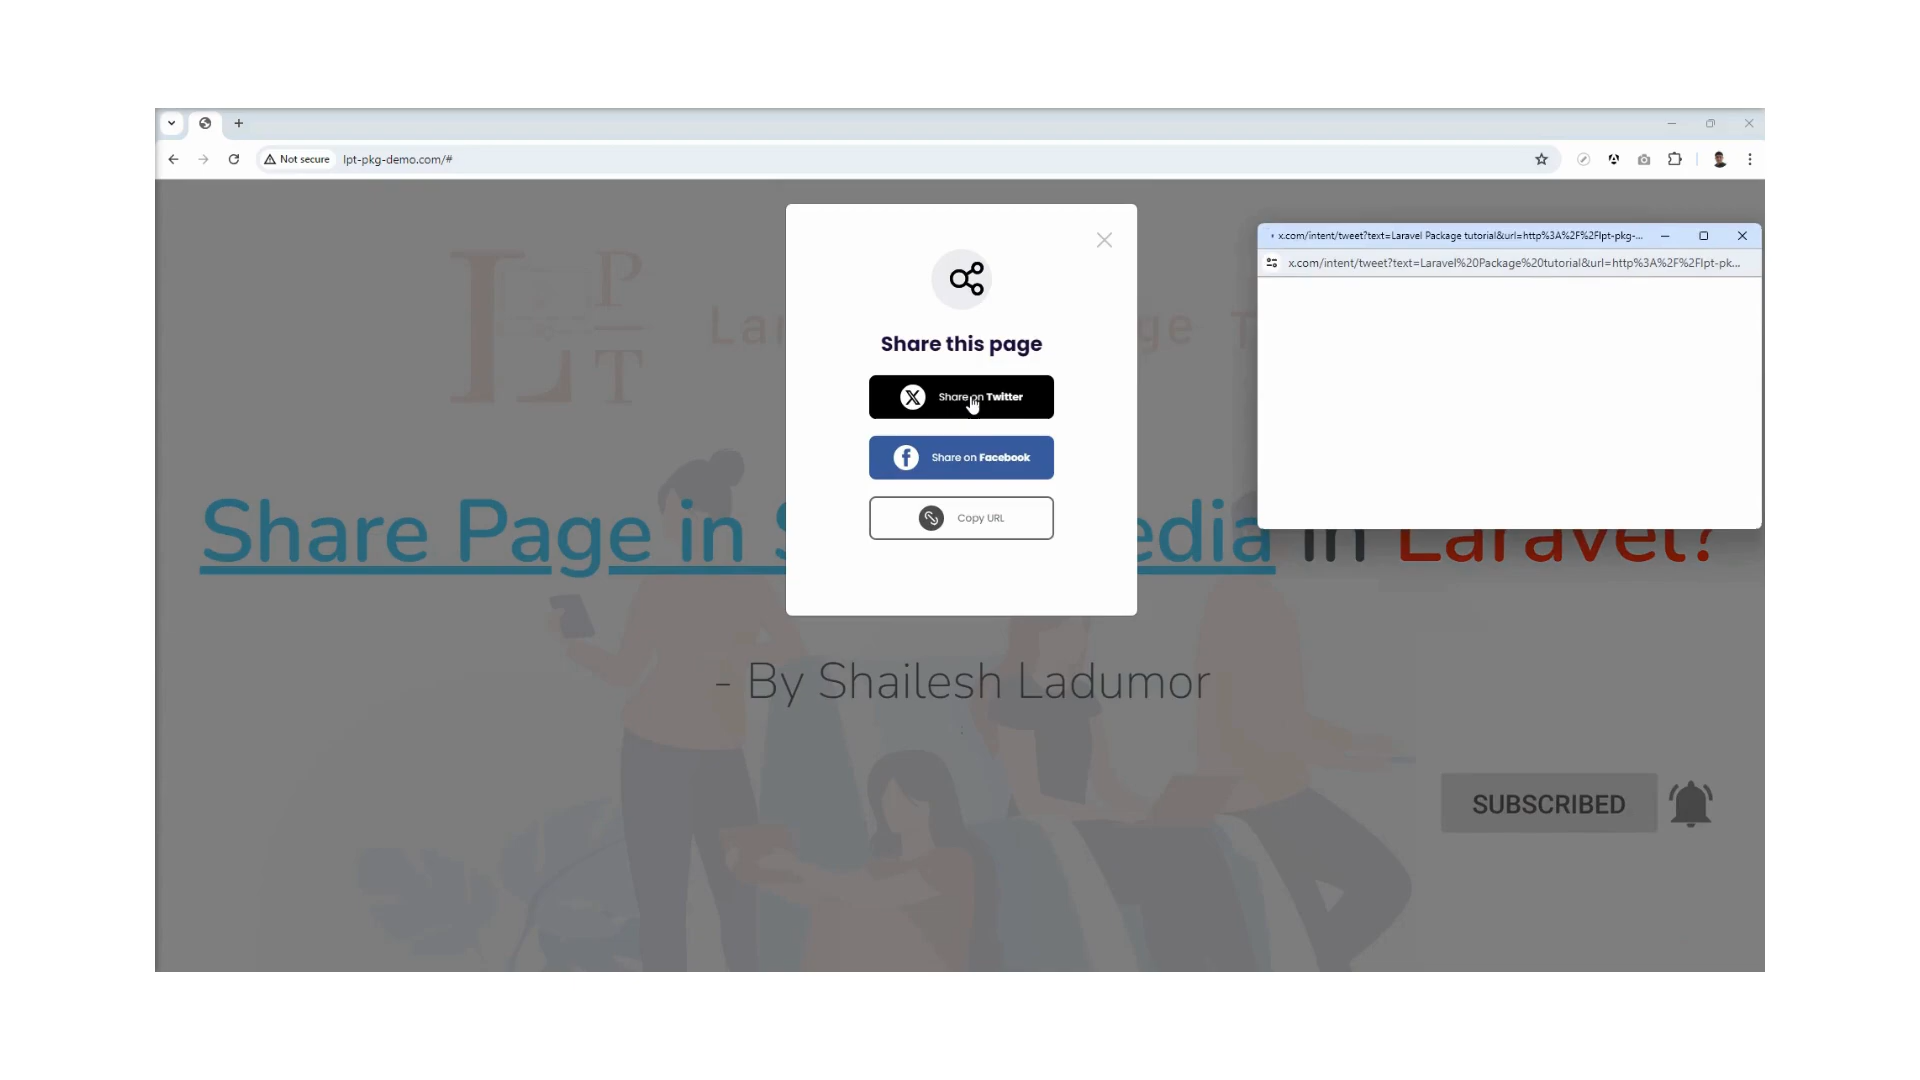 Not secure
lpt-pkg-demo.com/#
x.com/intent/tweet?text=Laravel Package tutorial&url=http%3A%2F%2Flpt-pkg-...
x.com/intent/tweet?text=Laravel%20Package%20tutorial&url=http%3A%2F%2Flpt-pk...
L P T
Share this page
Share on Twitter
Share on Facebook
Copy URL
Share Page in S edia in Laravel?
- By Shailesh Ladumor
SUBSCRIBED